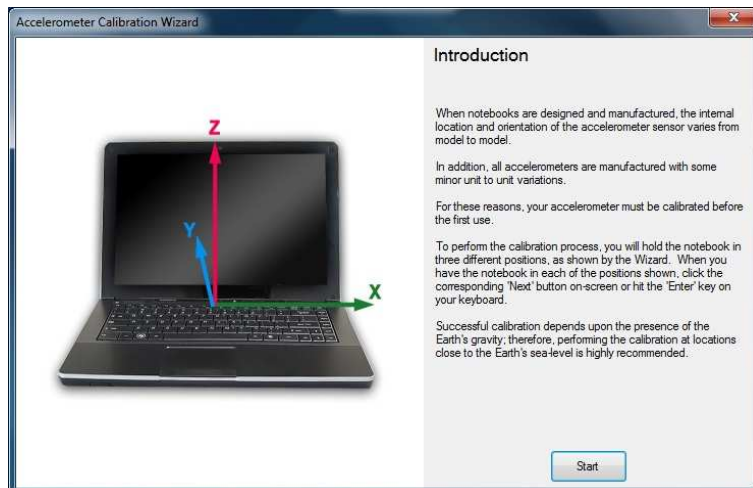 Accelerometer Calibration Wizard
Introduction
When notebooks are designed and manufactured, the internal
location and orientation of the accelerometer sensor varies from
model to model.
In addition, all accelerometers are manufactured with some
minor unit to unit variations.
For these reasons, your accelerometer must be calibrated before
the first use.
To perform the calibration process, you will hold the notebook in
three different positions, as shown by the Wizard. When you
have the notebook in each of the positions shown, click the
corresponding 'Next' button on-screen or hit the 'Enter' key on
your keyboard.
Successful calibration depends upon the presence of the
Earth's gravity; therefore, performing the calibration at locations
close to the Earth's sea-level is highly recommended.
Z
Y
X
Start